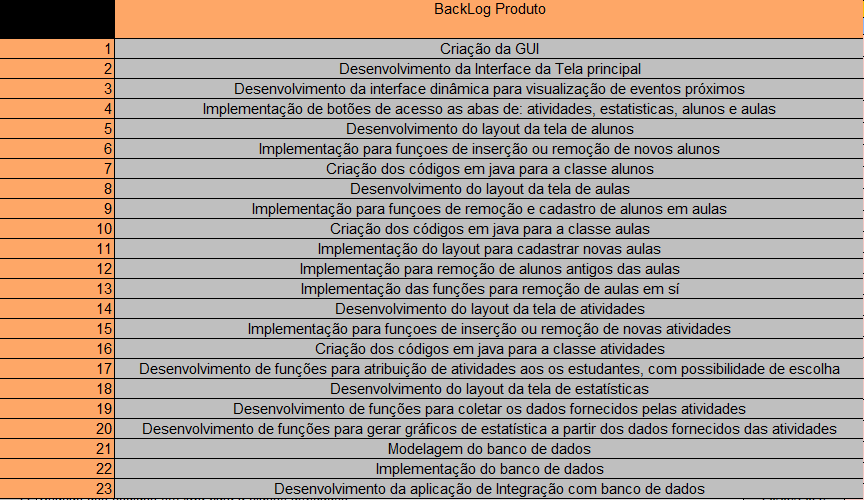 BackLog Produto
1 Criação da GUI
2 Desenvolvimento da Interface da Tela principal
3 Desenvolvimento da interface dinâmica para visualização de eventos próximos
4 Implementação de botões de acesso as abas de: atividades, estatisticas, alunos e aulas
5 Desenvolvimento do layout da tela de alunos
6 Implementação para funçoes de inserção ou remoção de novos alunos
7 Criação dos códigos em java para a classe alunos
8 Desenvolvimento do layout da tela de aulas
9 Implementação para funçoes de remoção e cadastro de alunos em aulas
10 Criação dos códigos em java para a classe aulas
11 Implementação do layout para cadastrar novas aulas
12 Implementação para remoção de alunos antigos das aulas
13 Implementação das funções para remoção de aulas em sí
14 Desenvolvimento do layout da tela de atividades
15 Implementação para funçoes de inserção ou remoção de novas atividades
16 Criação dos códigos em java para a classe atividades
17 Desenvolvimento de funções para atribuição de atividades aos os estudantes, com possibilidade de escolha
18 Desenvolvimento do layout da tela de estatísticas
19 Desenvolvimento de funções para coletar os dados fornecidos pelas atividades
20 Desenvolvimento de funções para gerar gráficos de estatística a partir dos dados fornecidos das atividades
21 Modelagem do banco de dados
22 Implementação do banco de dados
23 Desenvolvimento da aplicação de Integração com banco de dados